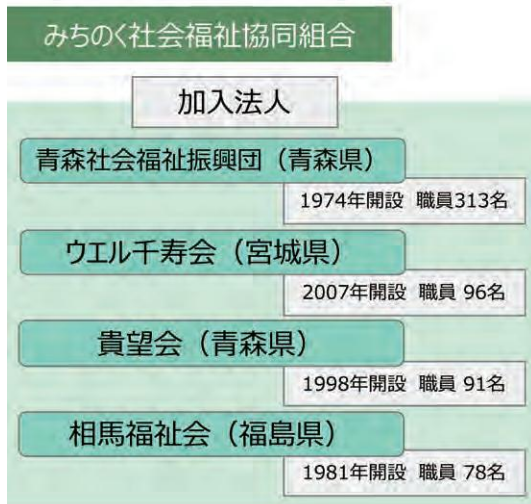 みちのく社会福祉協同組合
加入法人
青森社会福祉振興団（青森県）
1974年開設 職員313名
ウエル千寿会（宮城県）
2007年開設 職員 96名
貴望会（青森県）
1998年開設 職員 91名
相馬福祉会（福島県）
1981年開設 職員 78名